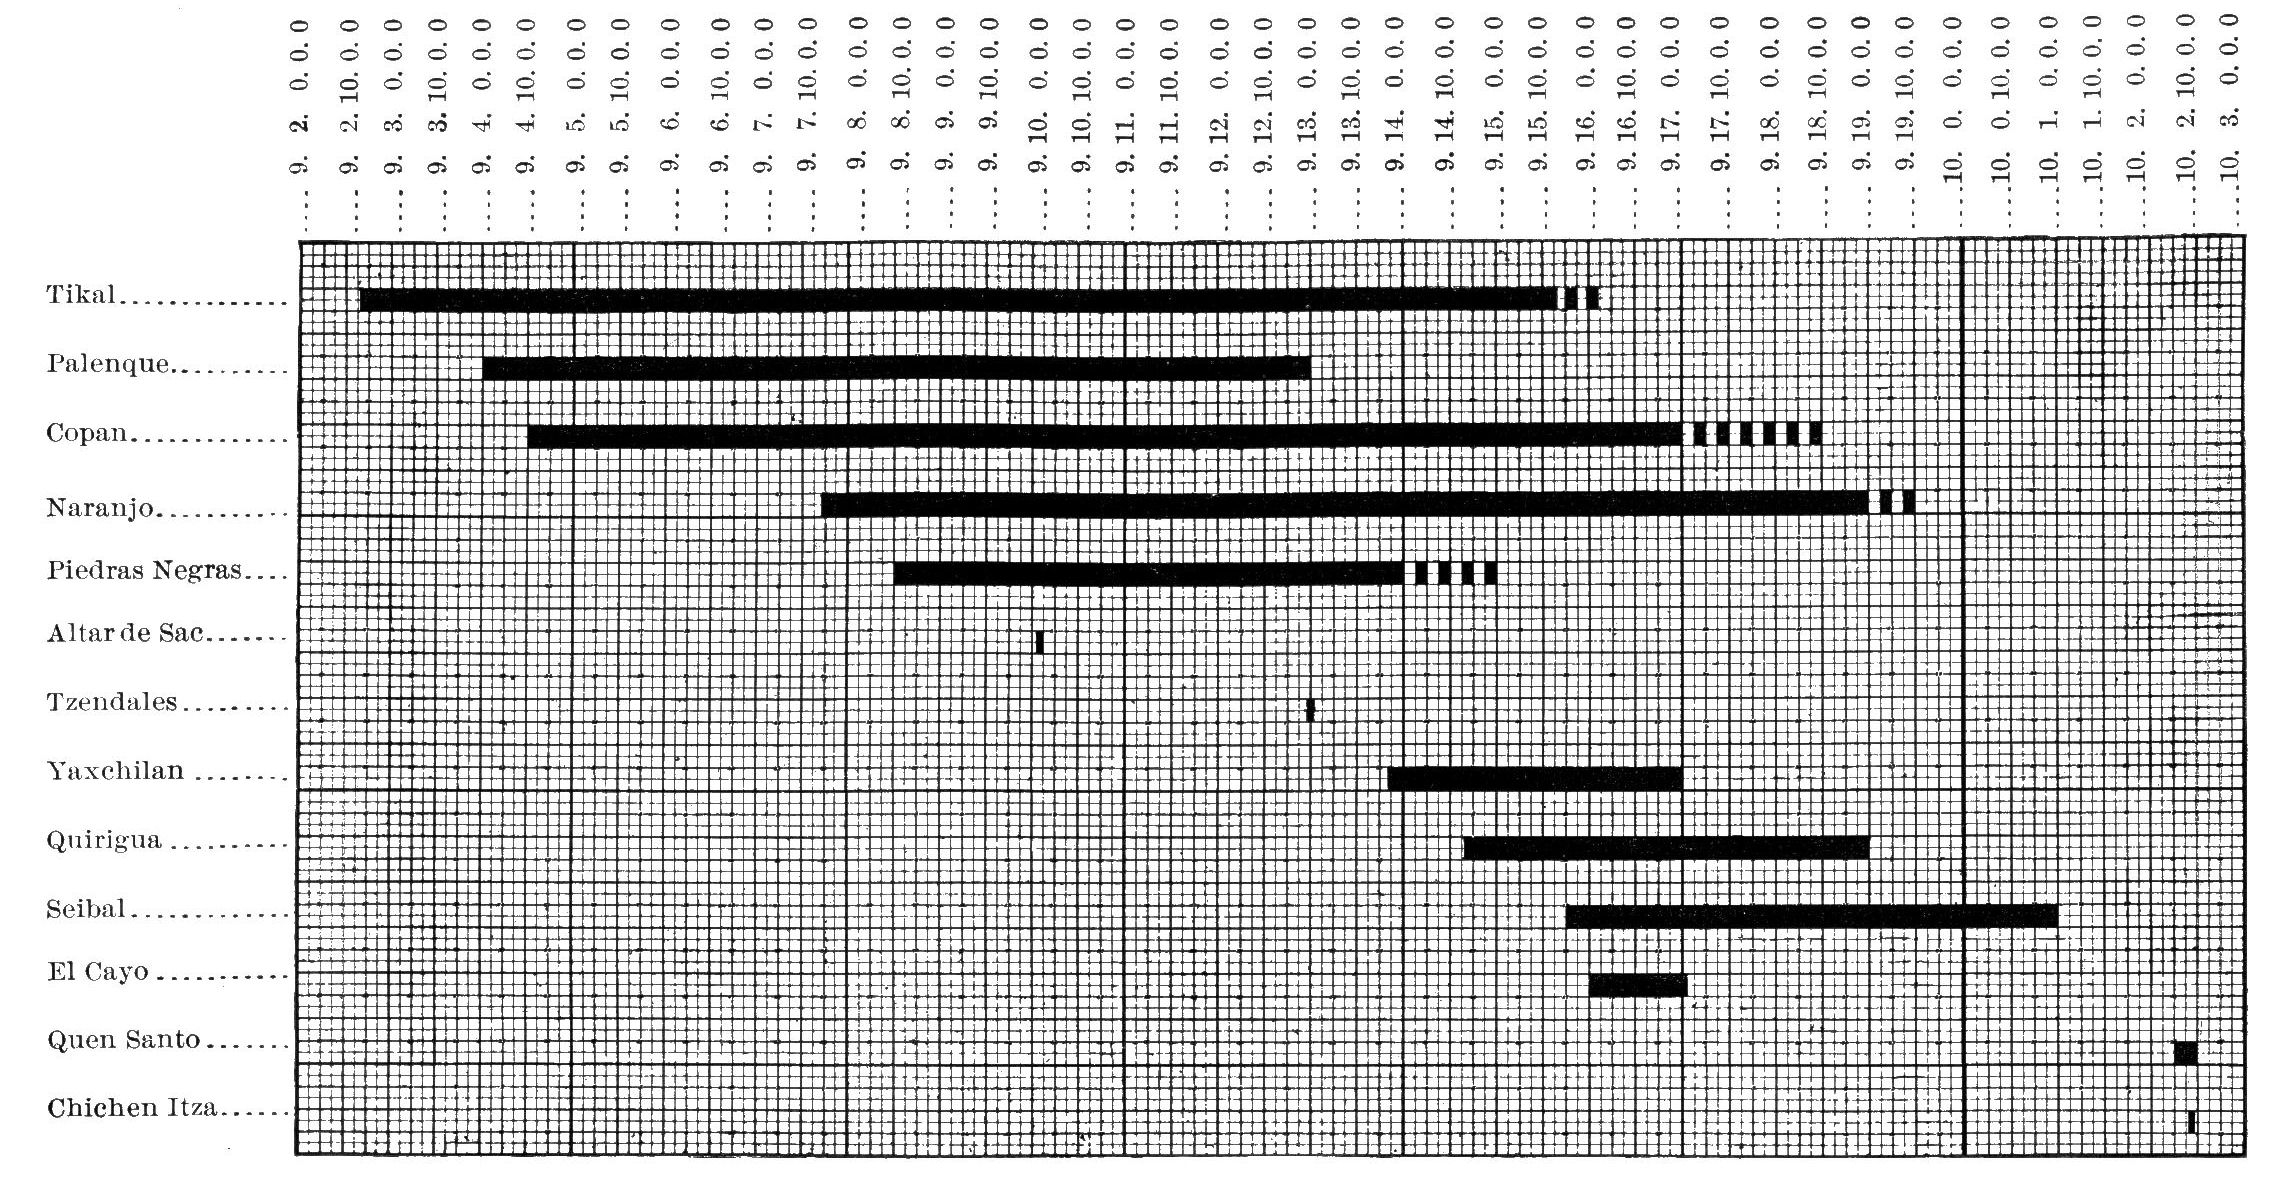 9. 2. 0. 0. 0
9. 2. 10. 0. 0
9. 3. 0. 0. 0
9. 3. 10. 0. 0
9. 4. 0. 0. 0
9. 4. 10. 0. 0
9. 5. 0. 0. 0
9. 5. 10. 0. 0
9. 6. 0. 0. 0
9. 6. 10. 0. 0
9. 7. 0. 0. 0
9. 7. 10. 0. 0
9. 8. 0. 0. 0
9. 8. 10. 0. 0
9. 9. 0. 0. 0
9. 9. 10. 0. 0
9. 10. 0. 0. 0
9. 10. 10. 0. 0
9. 11. 0. 0. 0
9. 11. 10. 0. 0
9. 12. 0. 0. 0
9. 12. 10. 0. 0
9. 13. 0. 0. 0
9. 13. 10. 0. 0
9. 14. 0. 0. 0
9. 14. 10. 0. 0
9. 15. 0. 0. 0
9. 15. 10. 0. 0
9. 16. 0. 0. 0
9. 16. 10. 0. 0
9. 17. 0. 0. 0
9. 17. 10. 0. 0
9. 18. 0. 0. 0
9. 18. 10. 0. 0
9. 19. 0. 0. 0
9. 19. 10. 0. 0
10. 0. 0. 0. 0
10. 0. 10. 0. 0
10. 1. 0. 0. 0
10. 1. 10. 0. 0
10. 2. 0. 0. 0
10. 2. 10. 0. 0
10. 3. 0. 0. 0
Tikal
Palenque
Copan
Naranjo
Piedras Negras
Altar de Sac
Tzendales
Yaxchilan
Quirigua
Seibal
El Cayo
Quen Santo
Chichen Itza